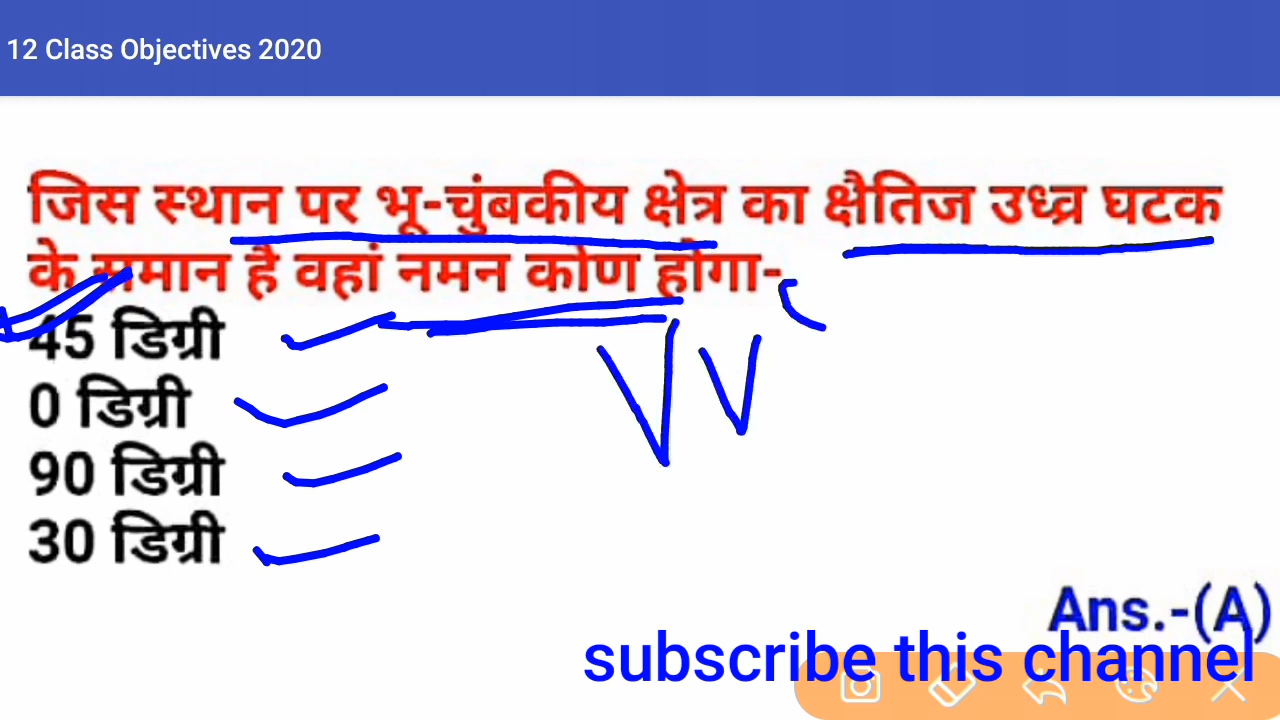 12 Class Objectives 2020
जिस स्थान पर भू-चुंबकीय क्षेत्र का क्षैतिज उध्व्र घटक
के समान है वहां नमन कोण होगा-
45 डिग्री
0 डिग्री
90 डिग्री
30 डिग्री
Ans.-(A)
subscribe this channel